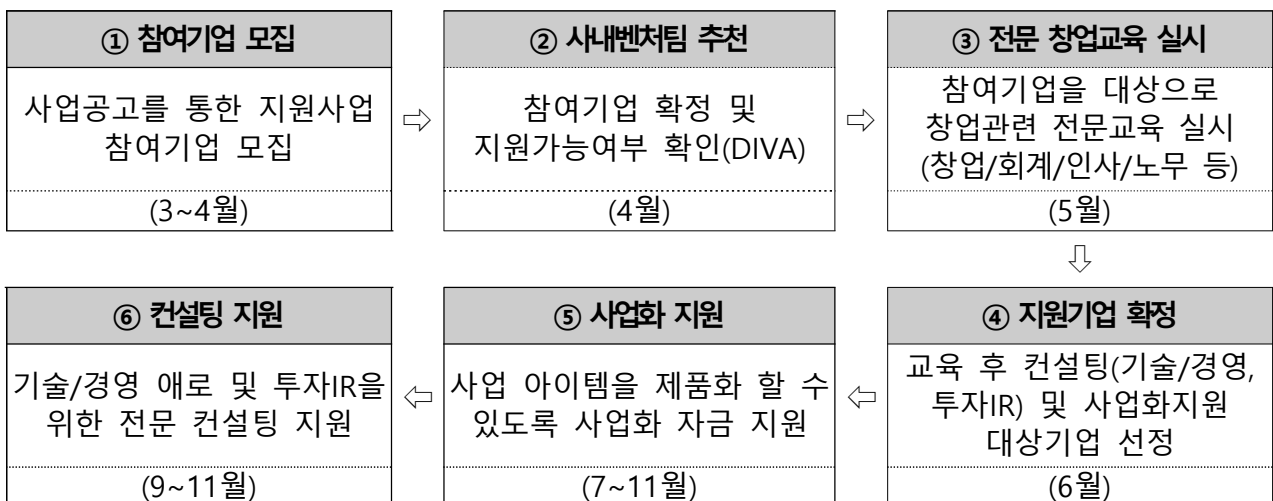 ① 참여기업 모집
사업공고를 통한 지원사업
참여기업 모집
(3~4월)
⇨
② 사내벤처팀 추천
참여기업 확정 및
지원가능여부 확인(DIVA)
(4월)
⇨
③ 전문 창업교육 실시
참여기업을 대상으로
창업관련 전문교육 실시
(창업/회계/인사/노무 등)
(5월)
⇩
④ 지원기업 확정
교육 후 컨설팅(기술/경영,
투자IR) 및 사업화지원
대상기업 선정
(6월)
⇦
⑤ 사업화 지원
사업 아이템을 제품화 할 수
있도록 사업화 자금 지원
(7~11월)
⇦
⑥ 컨설팅 지원
기술/경영 애로 및 투자IR을
위한 전문 컨설팅 지원
(9~11월)